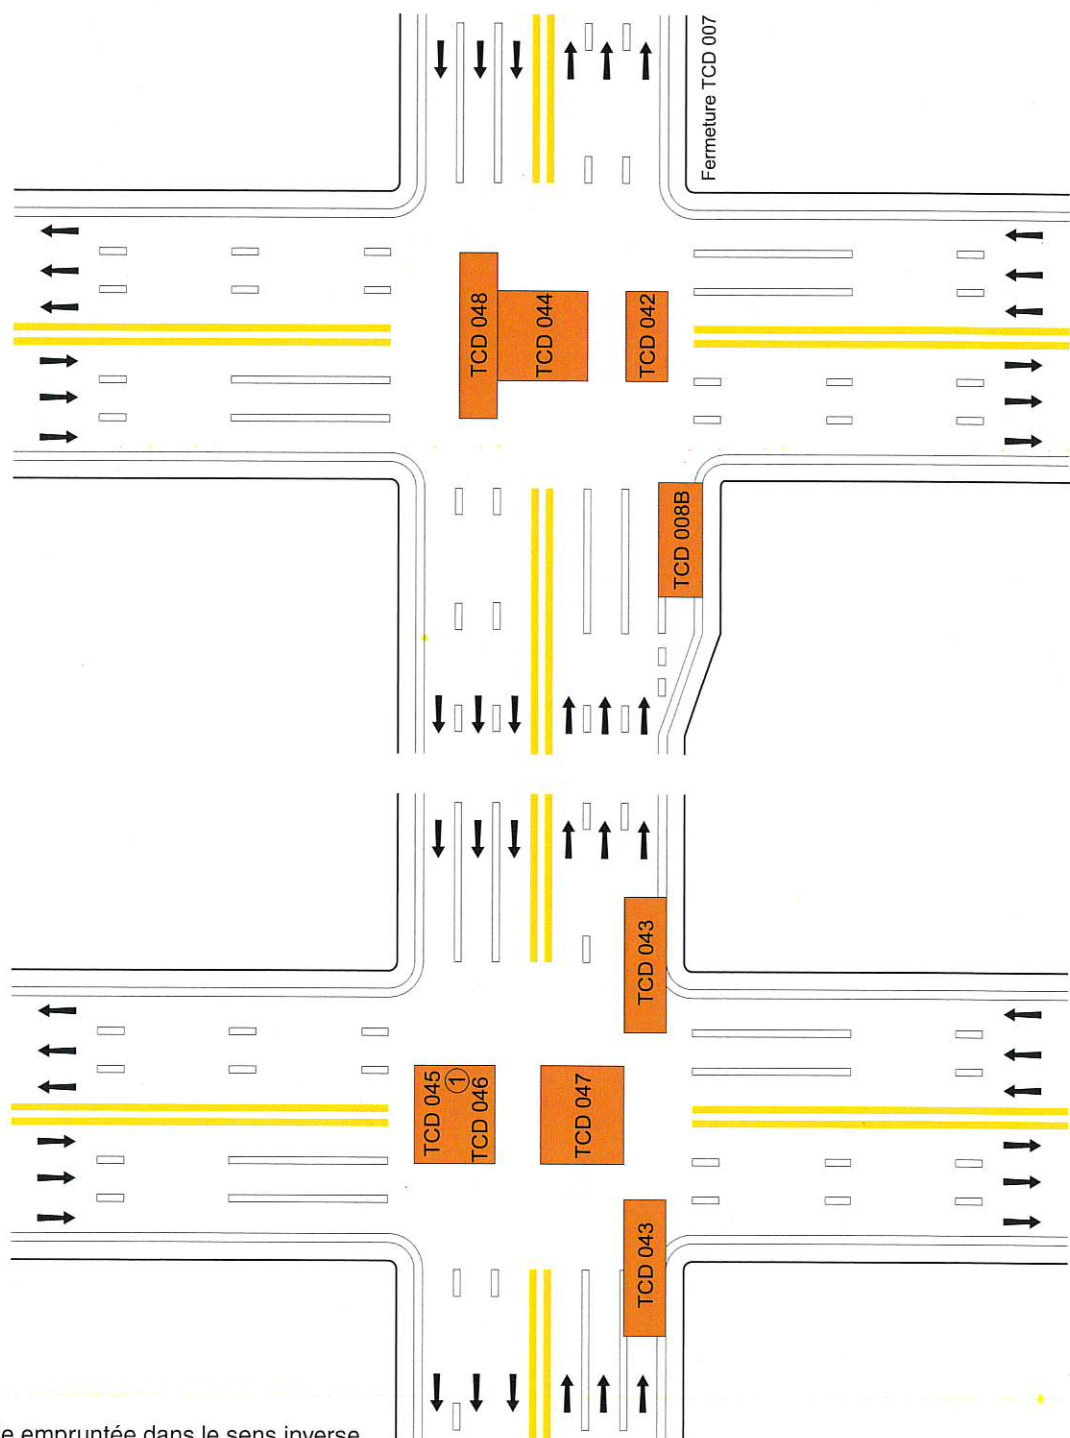 Fermeture TCD 007
TCD 048
TCD 044
TCD 042
TCD 008B
TCD 043
TCD 045
1
TCD 046
TCD 047
TCD 043
empruntée dans le sens inverse